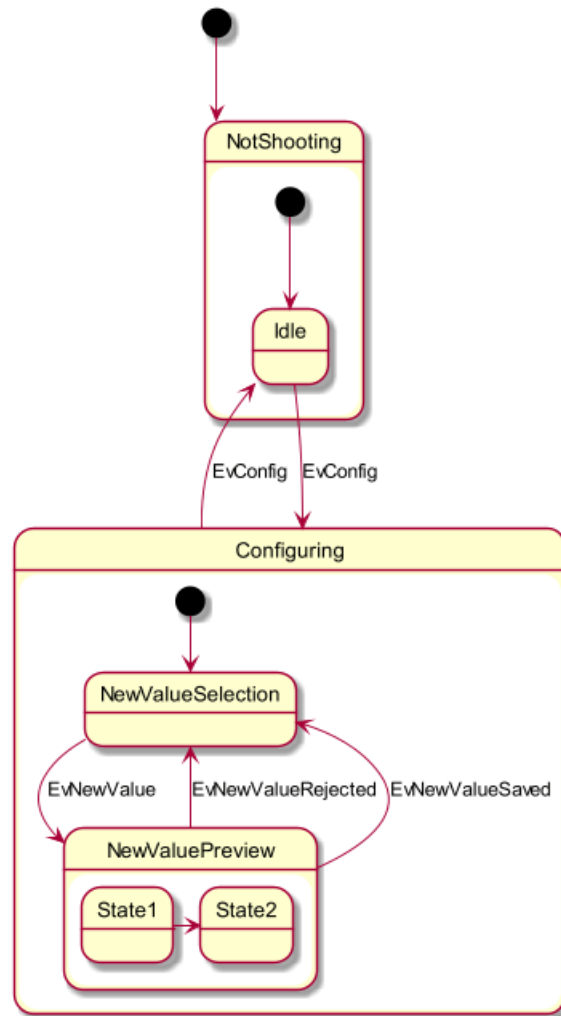 NotShooting
Idle
EvConfig
EvConfig
Configuring
NewValueSelection
EvNewValue
EvNewValueRejected
EvNewValueSaved
NewValuePreview
State1
State2